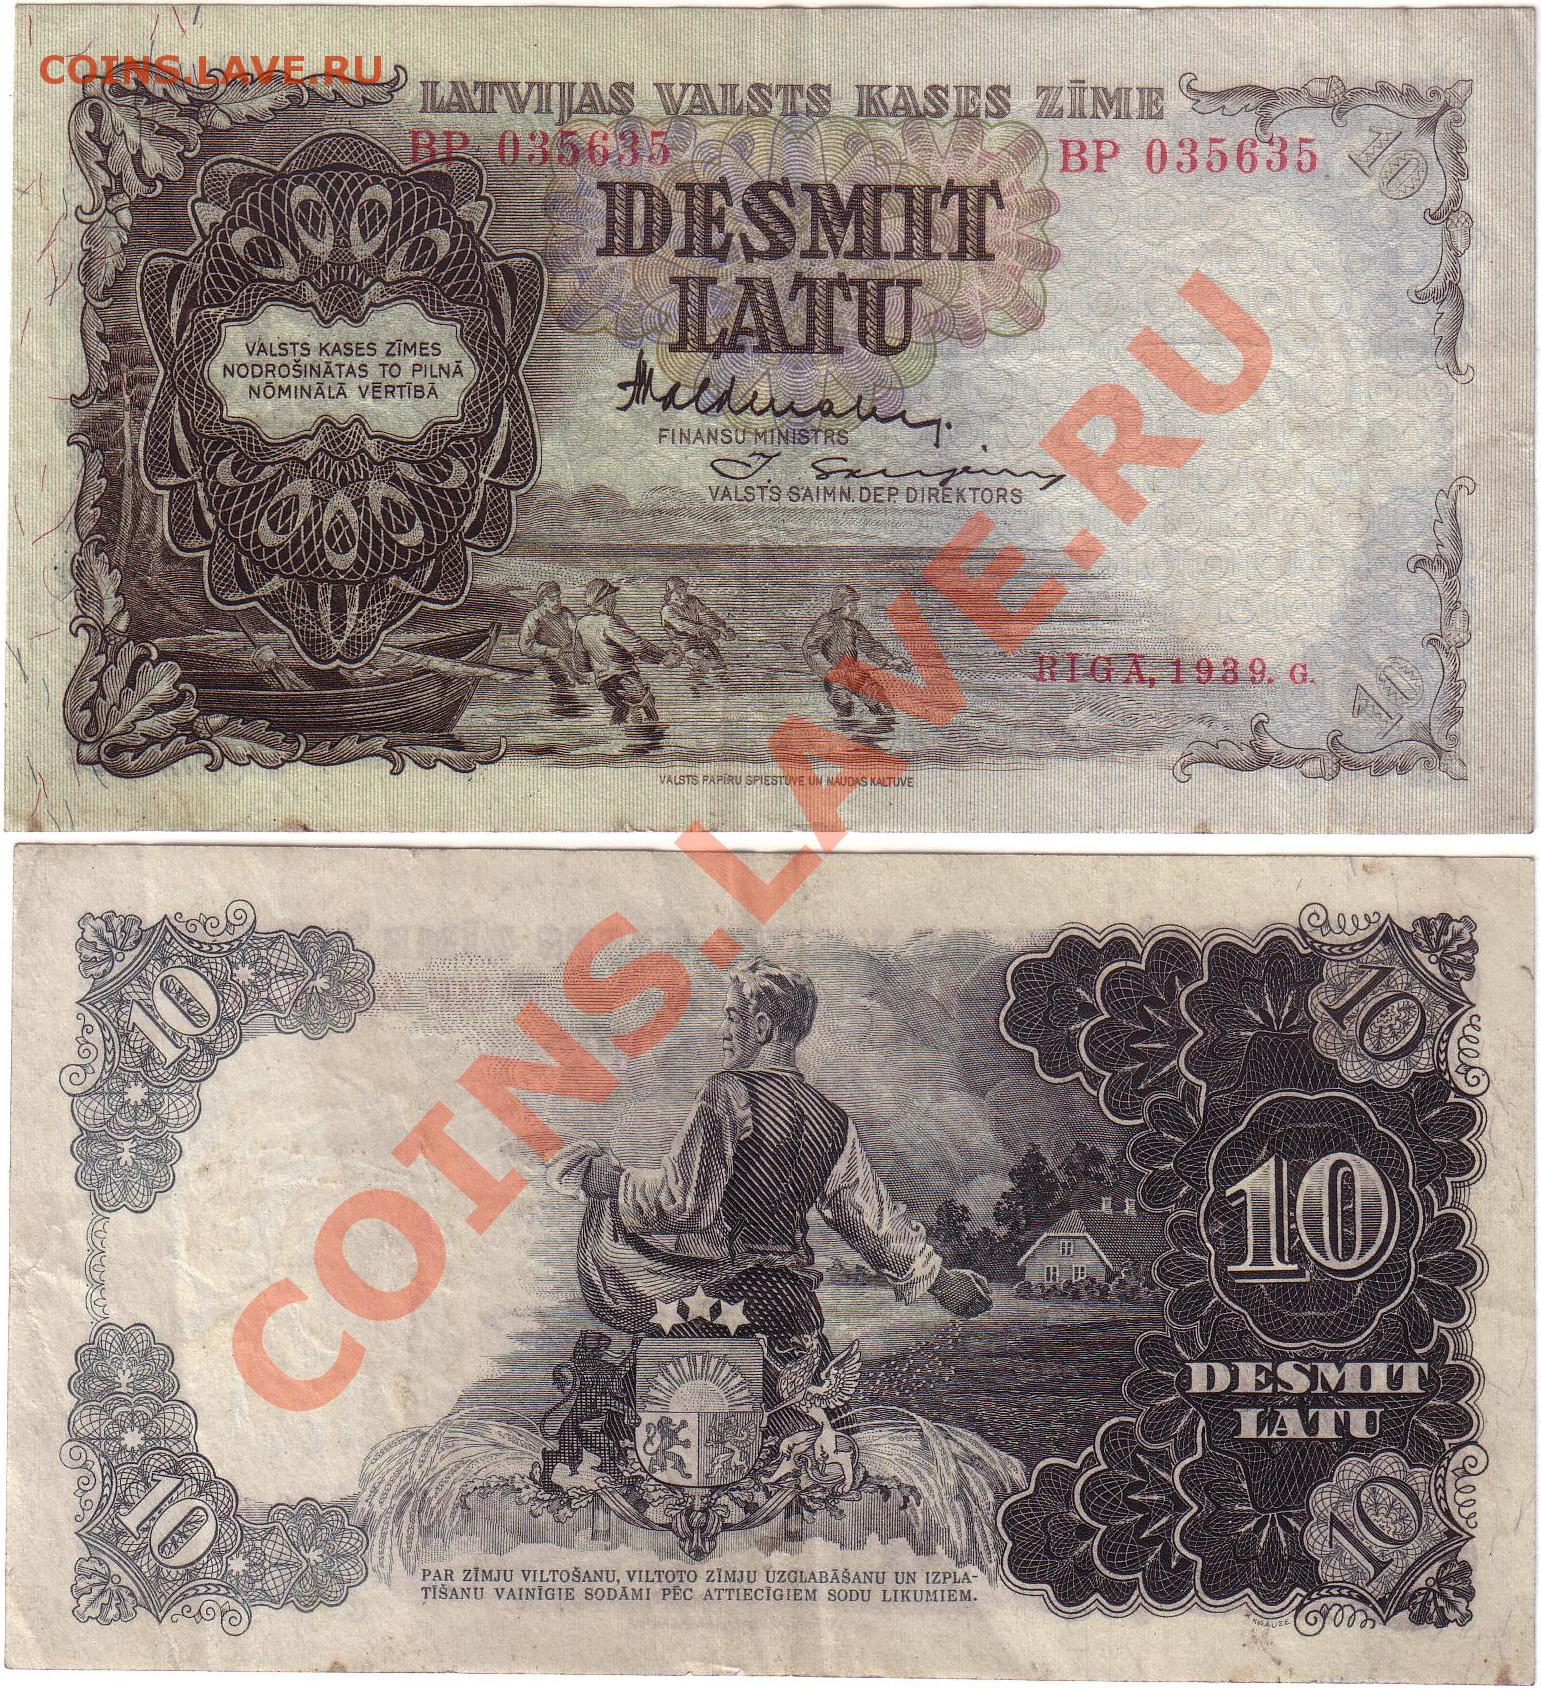 COINS.LAVE.RU
LATVIJAS VALSTS KASES ZĪME
BP 035635
BP 035635
10
DESMIT
LATU
VALSTS KASES ZĪMES
NODROŠINĀTAS TO PILNĀ
NŌMINĀLĀ VĒRTĪBĀ
FINANSU MINISTRS
VALSTS SAIMN. DEP. DIREKTORS
RĪGĀ, 1939. G.
10
VALSTS PAPĪRU SPIESTUVE UN NAUDAS KALTUVE
COINS.LAVE.RU
10
10
10
DESMIT
LATU
10
10
PAR ZĪMJU VILTOŠANU, VILTOTO ZĪMJU UZGLABĀŠANU UN IZPLA-
TĪŠANU VAINĪGIE SODĀMI PĒC ATTIECĪGIEM SODU LIKUMIEM.
KRAUZE